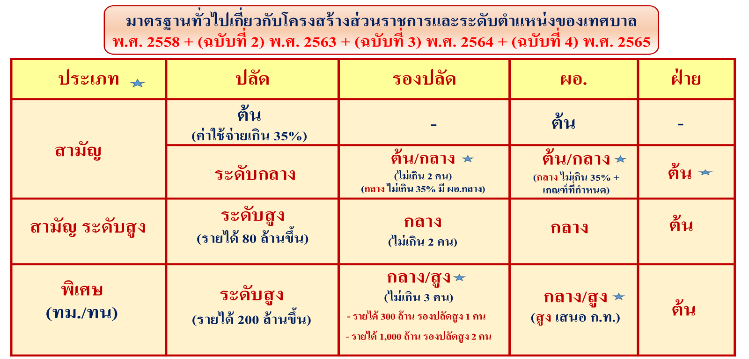 มาตรฐานทั่วไปเกี่ยวกับโครงสร้างส่วนราชการและระดับตำแหน่งของเทศบาล
พ.ศ. 2558 + (ฉบับที่ 2) พ.ศ. 2563 + (ฉบับที่ 3) พ.ศ. 2564 + (ฉบับที่ 4) พ.ศ. 2565
ประเภท
ปลัด
รองปลัด
ผอ.
ฝ่าย
สามัญ
ต้น
(ค่าใช้จ่ายเกิน 35%)
-
ต้น
-
ระดับกลาง
ต้น/กลาง
(ไม่เกิน 2 คน)
(กลาง ไม่เกิน 35% มี ผอ.กลาง)
ต้น/กลาง
(กลาง ไม่เกิน 35% +
เกณฑ์ที่กำหนด)
ต้น
สามัญ ระดับสูง
ระดับสูง
(รายได้ 80 ล้านขึ้น)
กลาง
(ไม่เกิน 2 คน)
กลาง
ต้น
พิเศษ
(ทม./ทน)
ระดับสูง
(รายได้ 200 ล้านขึ้น)
กลาง/สูง
(ไม่เกิน 3 คน)
- รายได้ 300 ล้าน รองปลัดสูง 1 คน
- รายได้ 1,000 ล้าน รองปลัดสูง 2 คน
กลาง/สูง
(สูง เสนอ ก.ท.)
ต้น